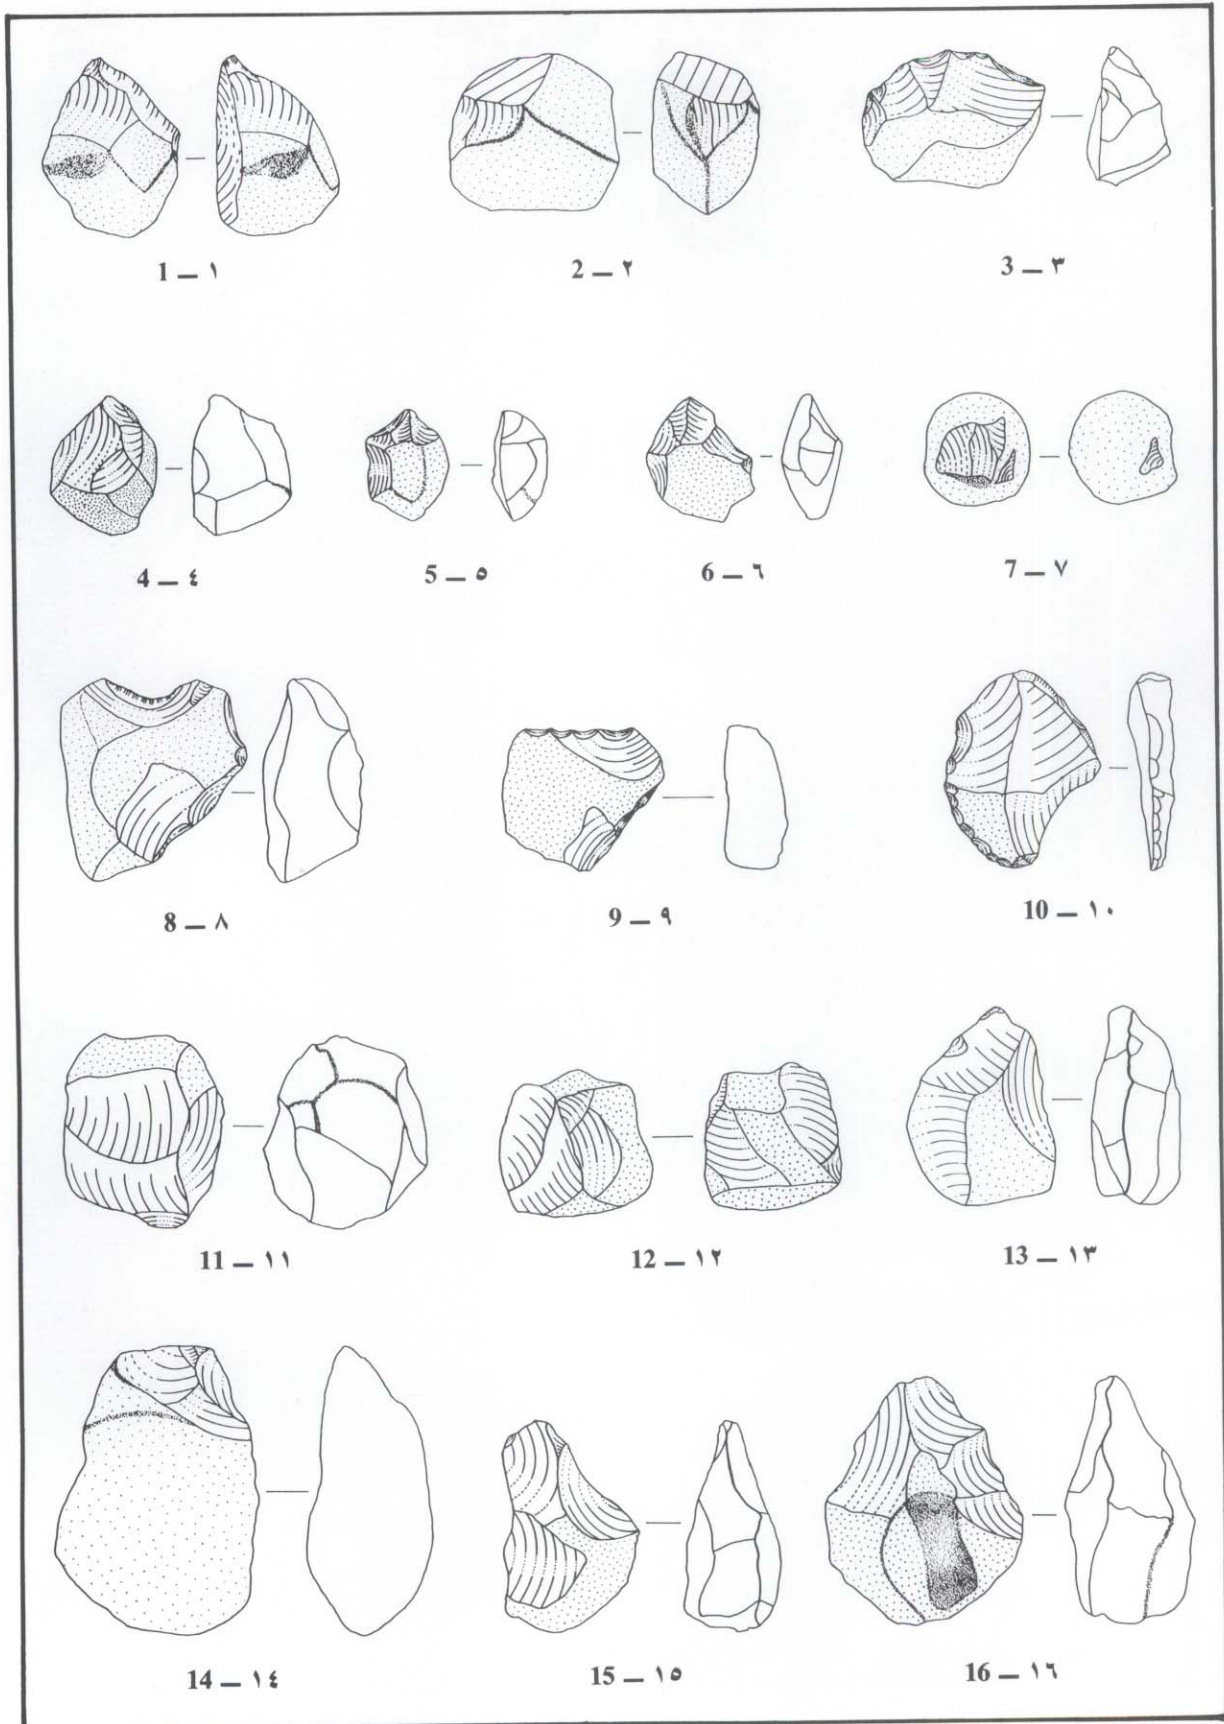 1 — ١
2 — ٢
3 — ٣
4 — ٤
5 — ٥
6 — ٦
7 — ٧
8 — ٨
9 — ٩
10 — ١٠
11 — ١١
12 — ١٢
13 — ١٣
14 — ١٤
15 — ١٥
16 — ١٦